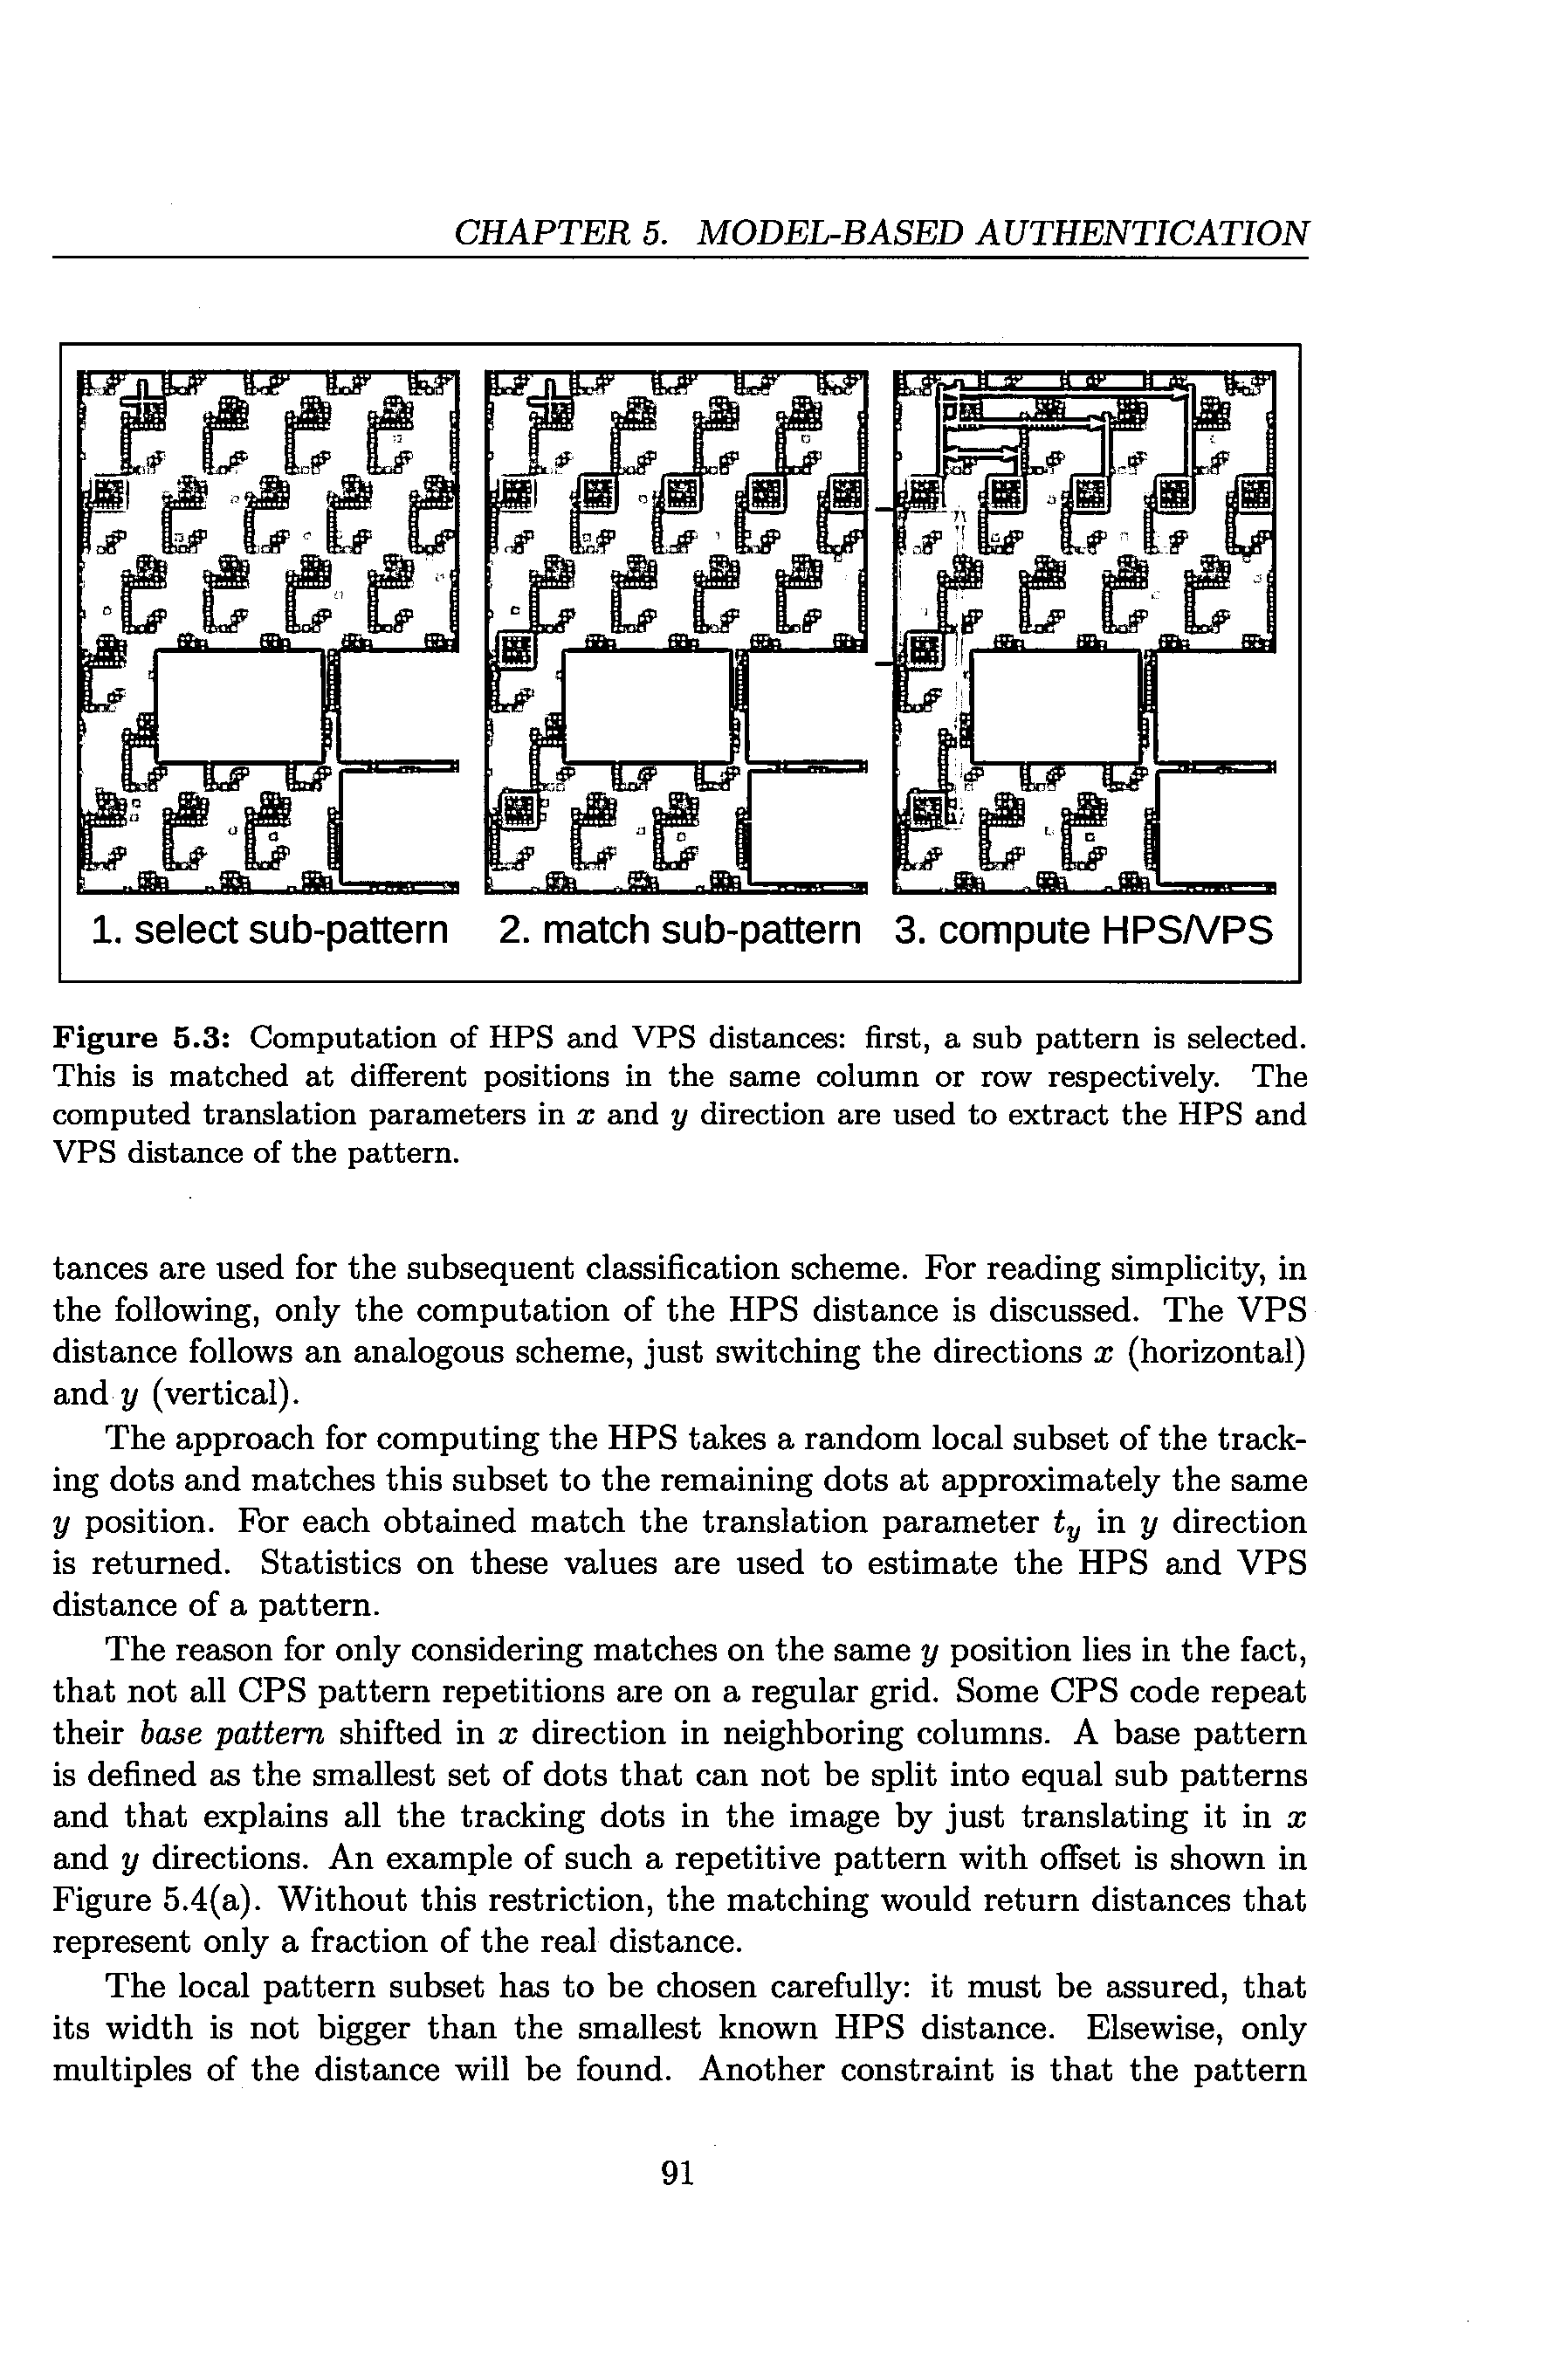 CHAPTER 5. MODEL-BASED AUTHENTICATION
1. select sub-pattern 2. match sub-pattern 3. compute HPS/VPS
Figure 5.3: Computation of HPS and VPS distances: first, a sub pattern is selected.
This is matched at different positions in the same column or row respectively. The
computed translation parameters in x and y direction are used to extract the HPS and
VPS distance of the pattern.
tances are used for the subsequent classification scheme. For reading simplicity, in
the following, only the computation of the HPS distance is discussed. The VPS
distance follows an analogous scheme, just switching the directions x (horizontal)
and y (vertical).
The approach for computing the HPS takes a random local subset of the track-
ing dots and matches this subset to the remaining dots at approximately the same
y position. For each obtained match the translation parameter ty in y direction
is returned. Statistics on these values are used to estimate the HPS and VPS
distance of a pattern.
The reason for only considering matches on the same y position lies in the fact,
that not all CPS pattern repetitions are on a regular grid. Some CPS code repeat
their base pattern shifted in x direction in neighboring columns. A base pattern
is defined as the smallest set of dots that can not be split into equal sub patterns
and that explains all the tracking dots in the image by just translating it in x
and y directions. An example of such a repetitive pattern with offset is shown in
Figure 5.4(a). Without this restriction, the matching would return distances that
represent only a fraction of the real distance.
The local pattern subset has to be chosen carefully: it must be assured, that
its width is not bigger than the smallest known HPS distance. Elsewise, only
multiples of the distance will be found. Another constraint is that the pattern
91